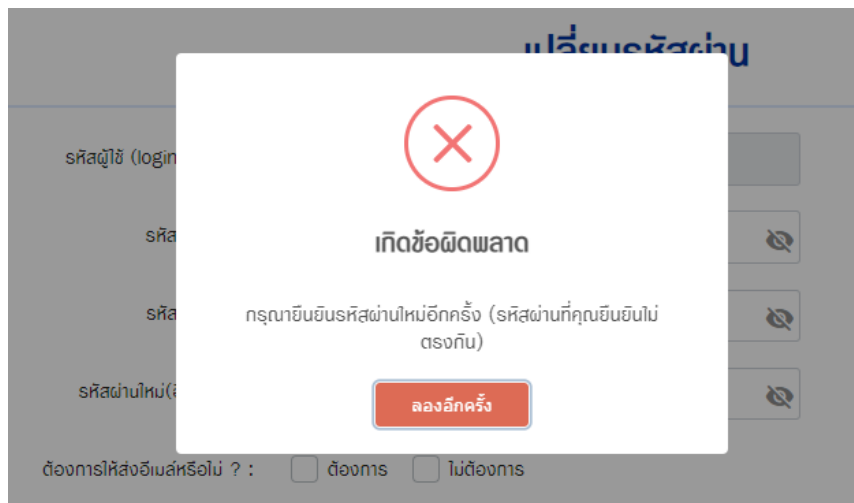 เปลี่ยนรหัสผ่าน
รหัสผู้ใช้ (login
เกิดข้อผิดพลาด
กรุณายืนยันรหัสผ่านใหม่อีกครั้ง (รหัสผ่านที่คุณยืนยันไม่
ตรงกัน)
รหัสผ่านใหม่(
ลองอีกครั้ง
ต้องการให้ส่งอีเมล์หรือไม่ ? : ต้องการ ไม่ต้องการ